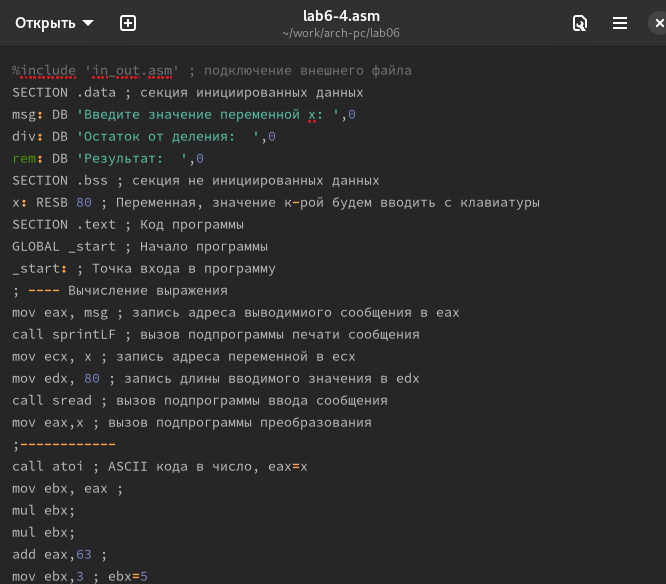 Открыть
lab6-4.asm
~/work/arch-pc/lab06
%include 'in_out.asm' ; подключение внешнего файла
SECTION .data ; секция инициированных данных
msg: DB 'Введите значение переменной x: ',0
div: DB 'Остаток от деления:  ',0
rem: DB 'Результат:  ',0
SECTION .bss ; секция не инициированных данных
x: RESB 80 ; Переменная, значение к-рой будем вводить с клавиатуры
SECTION .text ; Код программы
GLOBAL _start ; Начало программы
_start: ; Точка входа в программу
; ---- Вычисление выражения
mov eax, msg ; запись адреса выводимиого сообщения в eax
call sprintLF ; вызов подпрограммы печати сообщения
mov ecx, x ; запись адреса переменной в ecx
mov edx, 80 ; запись длины вводимого значения в edx
call sread ; вызов подпрограммы ввода сообщения
mov eax,x ; вызов подпрограммы преобразования
;------------
call atoi ; ASCII кода в число, eax=x
mov ebx, eax ;
mul ebx;
mul ebx;
add eax,63 ;
mov ebx,3 ; ebx=5